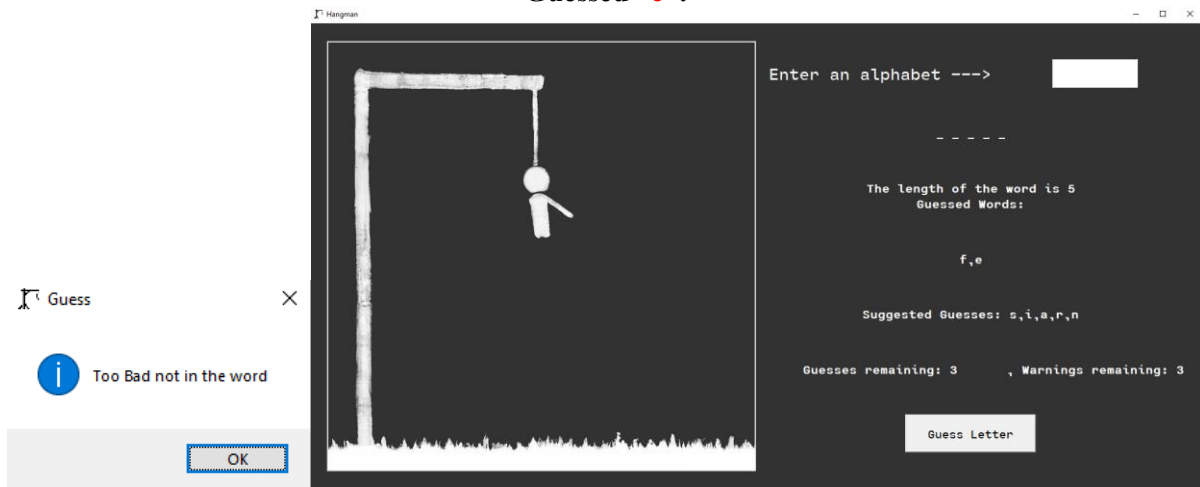 Guessed "e".
Hangman
Enter an alphabet --->
_ _ _ _ _
The length of the word is 5
Guessed Words:
f,e
Suggested Guesses: s,i,a,r,n
Guesses remaining: 3 , Warnings remaining: 3
Guess Letter
Guess
Too Bad not in the word
OK